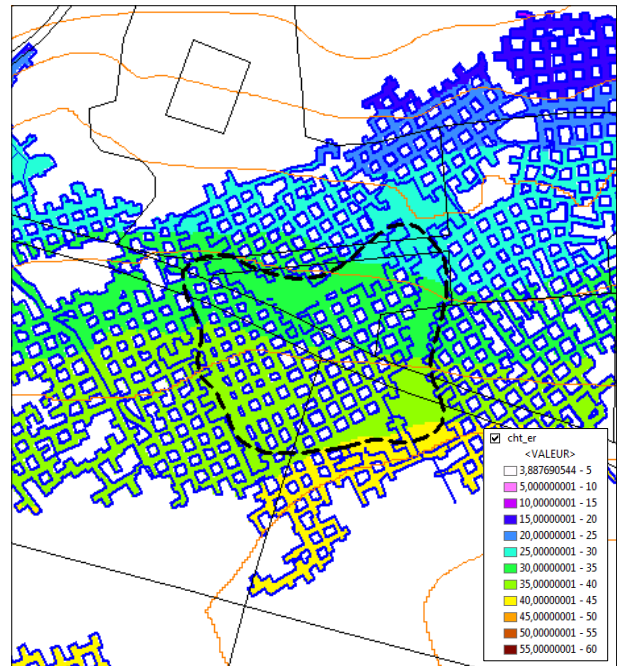 cht_er
<VALEUR>
3,887690544 - 5
5,00000001 - 10
10,00000001 - 15
15,00000001 - 20
20,00000001 - 25
25,00000001 - 30
30,00000001 - 35
35,00000001 - 40
40,00000001 - 45
45,00000001 - 50
50,00000001 - 55
55,00000001 - 60